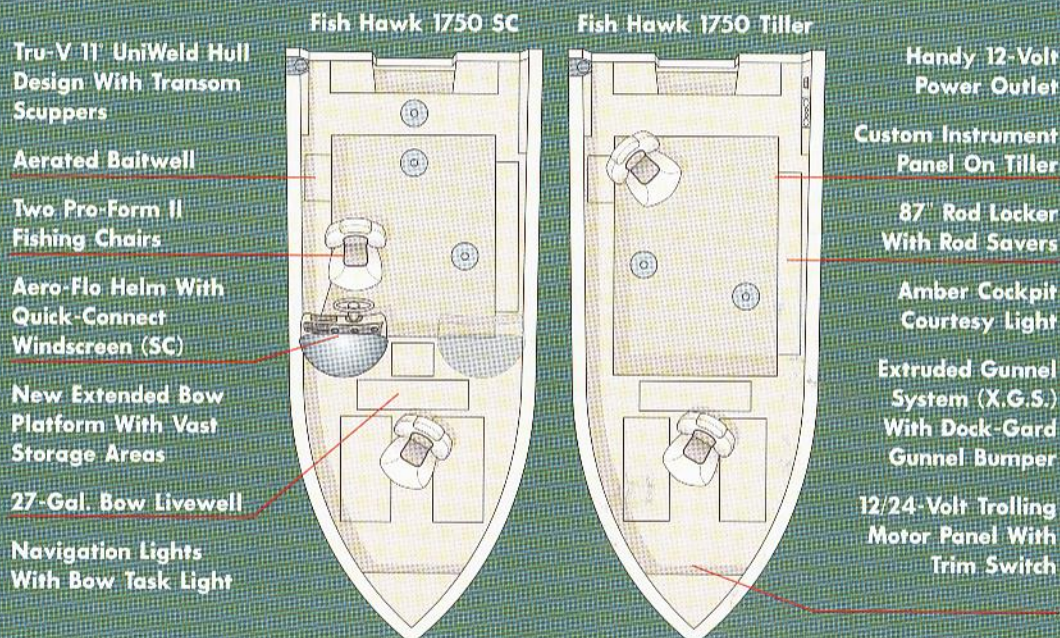 Fish Hawk 1750 SC
Fish Hawk 1750 Tiller
Tru-V 11° UniWeld Hull
Design With Transom
Scuppers
Aerated Baitwell
Two Pro-Form II
Fishing Chairs
Aero-Flo Helm With
Quick-Connect
Windscreen (SC)
New Extended Bow
Platform With Vast
Storage Areas
27-Gal. Bow Livewell
Navigation Lights
With Bow Task Light
Handy 12-Volt
Power Outlet
Custom Instrument
Panel On Tiller
87" Rod Locker
With Rod Savers
Amber Cockpit
Courtesy Light
Extruded Gunnel
System (X.G.S.)
With Dock-Gard
Gunnel Bumper
12/24-Volt Trolling
Motor Panel With
Trim Switch